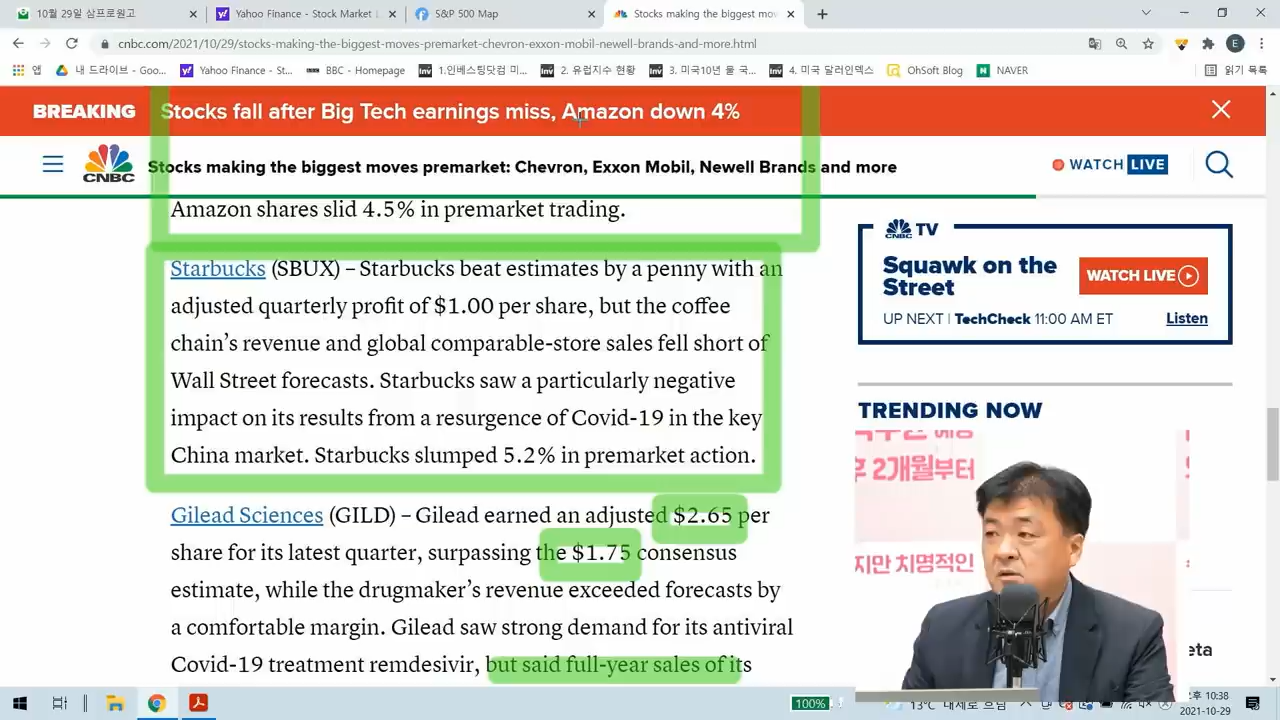 10월 29일 삼프로원고
Yahoo Finance - Stock Market L
S&P 500 Map
Stocks making the biggest mov
cnbc.com/2021/10/29/stocks-making-the-biggest-moves-premarket-chevron-exxon-mobil-newell-brands-and-more.html
E
앱
내 드라이브 - Goo...
Yahoo Finance - St...
BBC - Homepage
1.인베스팅닷컴 미...
2. 유럽지수 현황
3. 미국10년 물 국...
4. 미국 달러인덱스
OhSoft Blog
NAVER
읽기 목록
BREAKING
Stocks fall after Big Tech earnings miss, Amazon down 4%
CNBC
Stocks making the biggest moves premarket: Chevron, Exxon Mobil, Newell Brands and more
WATCH LIVE
Amazon shares slid 4.5% in premarket trading.
Starbucks (SBUX) – Starbucks beat estimates by a penny with an
adjusted quarterly profit of $1.00 per share, but the coffee
chain’s revenue and global comparable-store sales fell short of
Wall Street forecasts. Starbucks saw a particularly negative
impact on its results from a resurgence of Covid-19 in the key
China market. Starbucks slumped 5.2% in premarket action.
Gilead Sciences (GILD) – Gilead earned an adjusted $2.65 per
share for its latest quarter, surpassing the $1.75 consensus
estimate, while the drugmaker’s revenue exceeded forecasts by
a comfortable margin. Gilead saw strong demand for its antiviral
Covid-19 treatment remdesivir, but said full-year sales of its
CNBC TV
Squawk on the
Street
WATCH LIVE
UP NEXT | TechCheck 11:00 AM ET
Listen
TRENDING NOW
2개월부터
지만 치명적인
eta
100%
13°C 대체로 흐림
10:38
2021-10-29